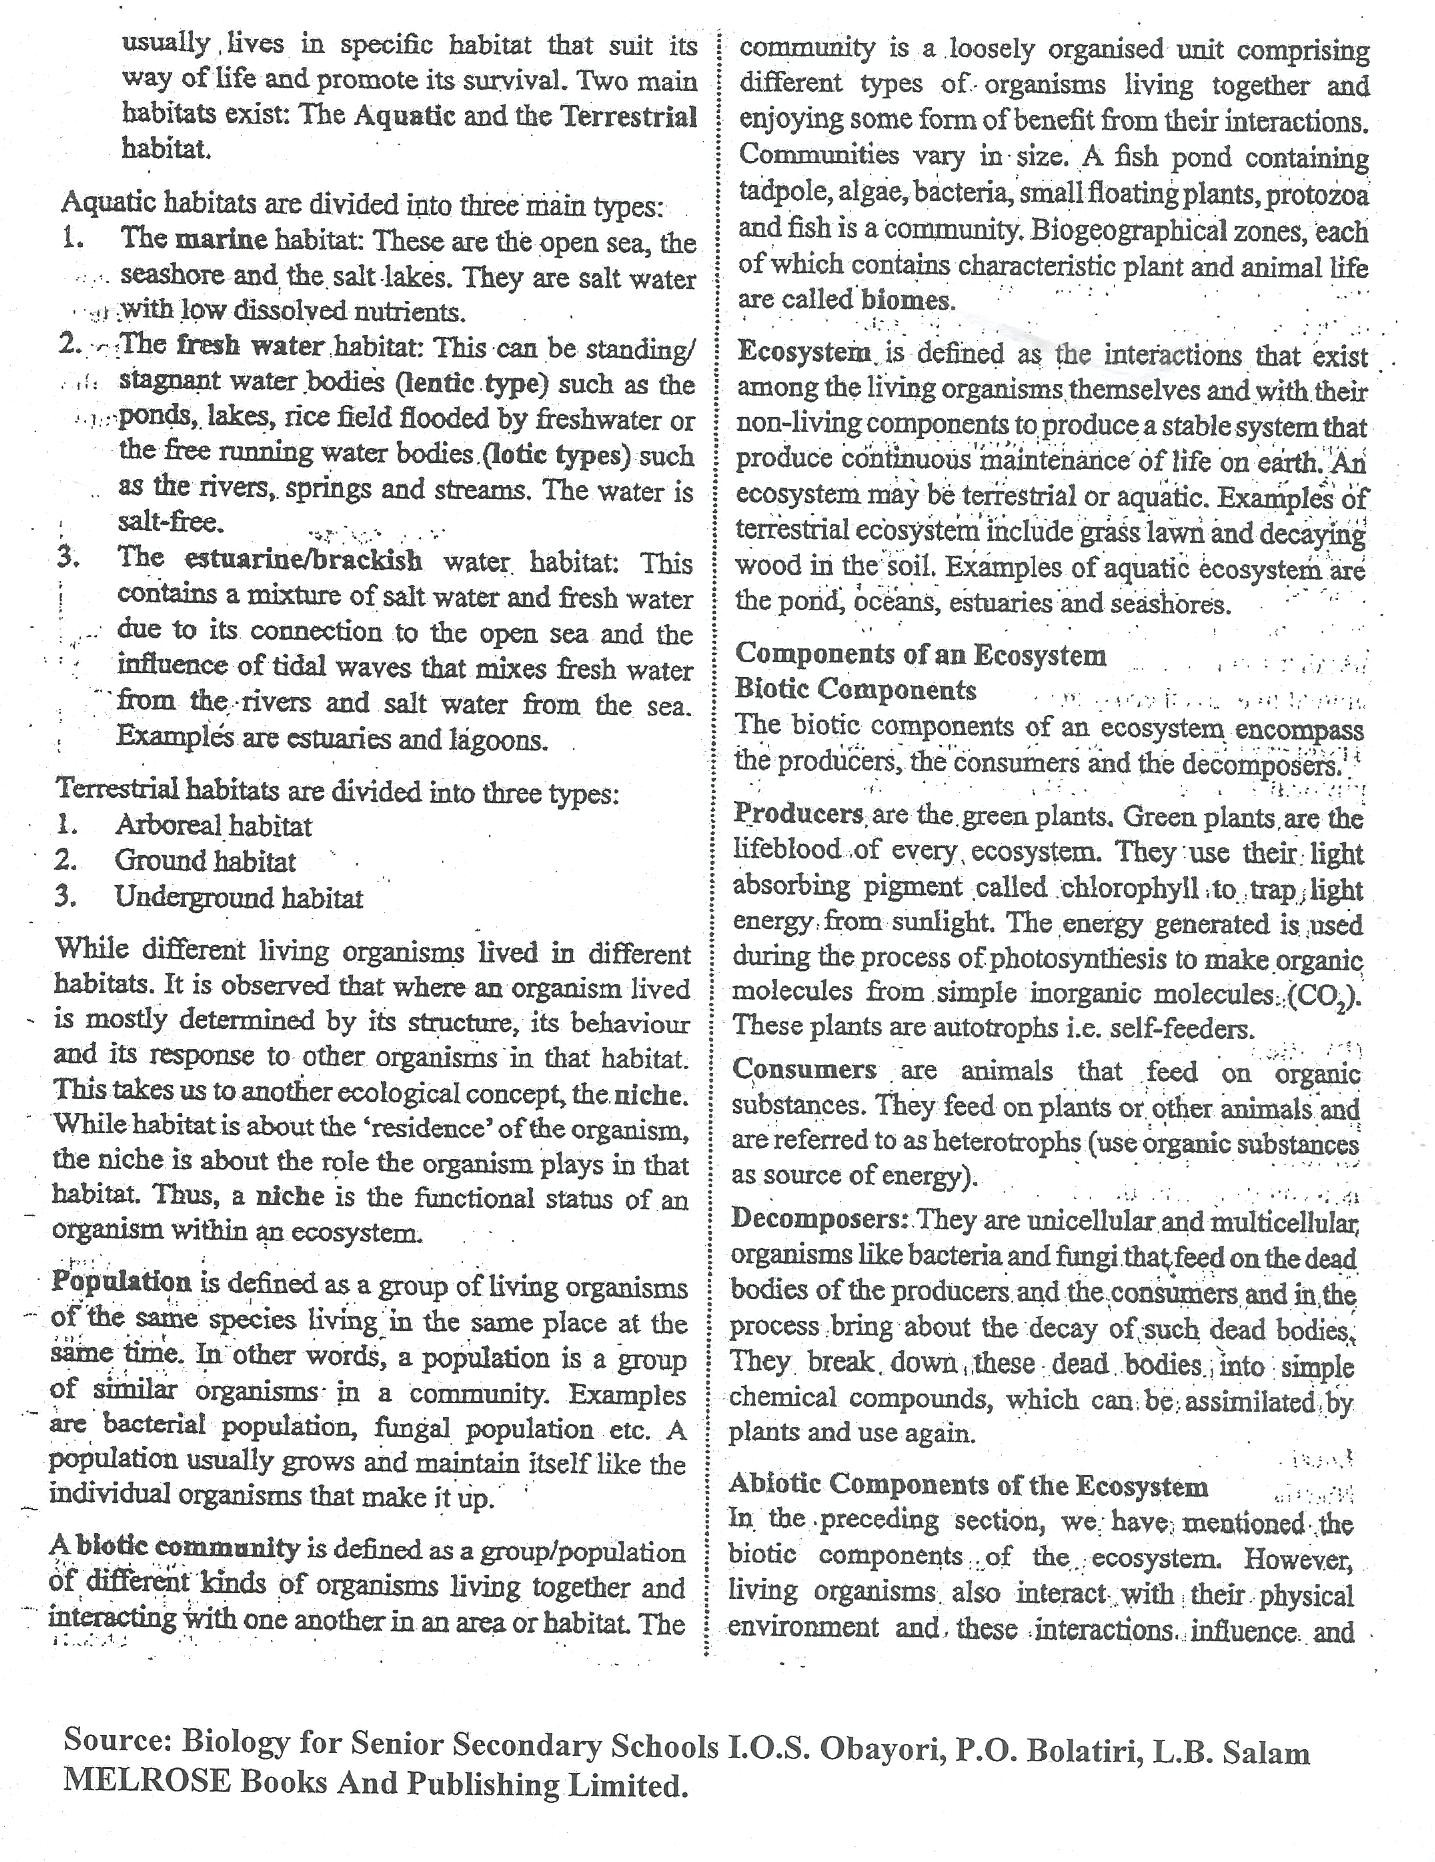 usually lives in specific habitat that suit its
way of life and promote its survival. Two main
habitats exist: The Aquatic and the Terrestrial
habitat.
Aquatic habitats are divided into three main types:
1. The marine habitat: These are the open sea, the
seashore and the salt lakes. They are salt water
with low dissolved nutrients.
2. The fresh water habitat: This can be standing/
stagnant water bodies (lentic type) such as the
ponds, lakes, rice field flooded by freshwater or
the free running water bodies (lotic types) such
as the rivers, springs and streams. The water is
salt-free.
3. The estuarine/brackish water habitat: This
contains a mixture of salt water and fresh water
due to its connection to the open sea and the
influence of tidal waves that mixes fresh water
from the rivers and salt water from the sea.
Examples are estuaries and lagoons.
Terrestrial habitats are divided into three types:
1. Arboreal habitat
2. Ground habitat
3. Underground habitat
While different living organisms lived in different
habitats. It is observed that where an organism lived
is mostly determined by its structure, its behaviour
and its response to other organisms in that habitat.
This takes us to another ecological concept, the niche.
While habitat is about the ‘residence’ of the organism,
the niche is about the role the organism plays in that
habitat. Thus, a niche is the functional status of an
organism within an ecosystem.
Population is defined as a group of living organisms
of the same species living in the same place at the
same time. In other words, a population is a group
of similar organisms in a community. Examples
are bacterial population, fungal population etc. A
population usually grows and maintain itself like the
individual organisms that make it up.
A biotic community is defined as a group/population
of different kinds of organisms living together and
interacting with one another in an area or habitat. The
community is a loosely organised unit comprising
different types of organisms living together and
enjoying some form of benefit from their interactions.
Communities vary in size. A fish pond containing
tadpole, algae, bacteria, small floating plants, protozoa
and fish is a community. Biogeographical zones, each
of which contains characteristic plant and animal life
are called biomes.
Ecosystem is defined as the interactions that exist
among the living organisms themselves and with their
non-living components to produce a stable system that
produce continuous maintenance of life on earth. An
ecosystem may be terrestrial or aquatic. Examples of
terrestrial ecosystem include grass lawn and decaying
wood in the soil. Examples of aquatic ecosystem are
the pond, oceans, estuaries and seashores.
Components of an Ecosystem
Biotic Components
The biotic components of an ecosystem encompass
the producers, the consumers and the decomposers.
Producers are the green plants. Green plants are the
lifeblood of every ecosystem. They use their light
absorbing pigment called chlorophyll to trap light
energy from sunlight. The energy generated is used
during the process of photosynthesis to make organic
molecules from simple inorganic molecules (CO₂).
These plants are autotrophs i.e. self-feeders.
Consumers are animals that feed on organic
substances. They feed on plants or other animals and
are referred to as heterotrophs (use organic substances
as source of energy).
Decomposers: They are unicellular and multicellular
organisms like bacteria and fungi that feed on the dead
bodies of the producers and the consumers and in the
process bring about the decay of such dead bodies.
They break down these dead bodies into simple
chemical compounds, which can be assimilated by
plants and use again.
Abiotic Components of the Ecosystem
In the preceding section, we have mentioned the
biotic components of the ecosystem. However,
living organisms also interact with their physical
environment and these interactions influence and
Source: Biology for Senior Secondary Schools I.O.S. Obayori, P.O. Bolatiri, L.B. Salam
MELROSE Books And Publishing Limited.